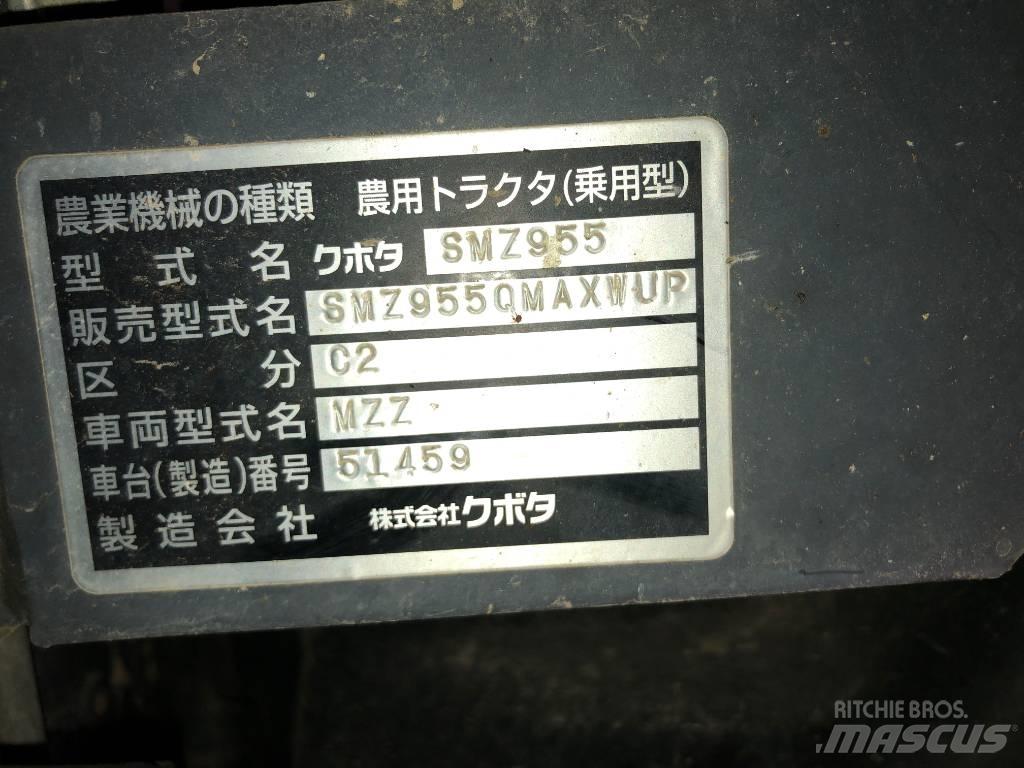 農業機械の種類 農用トラクタ(乗用型)
型式名 クボタ SMZ955
販売型式名 SMZ955QMAXWUP
区分 C2
車両型式名 MZZ
車台(製造)番号 51459
製造会社 株式会社クボタ
RITCHIE BROS.
MASCUS